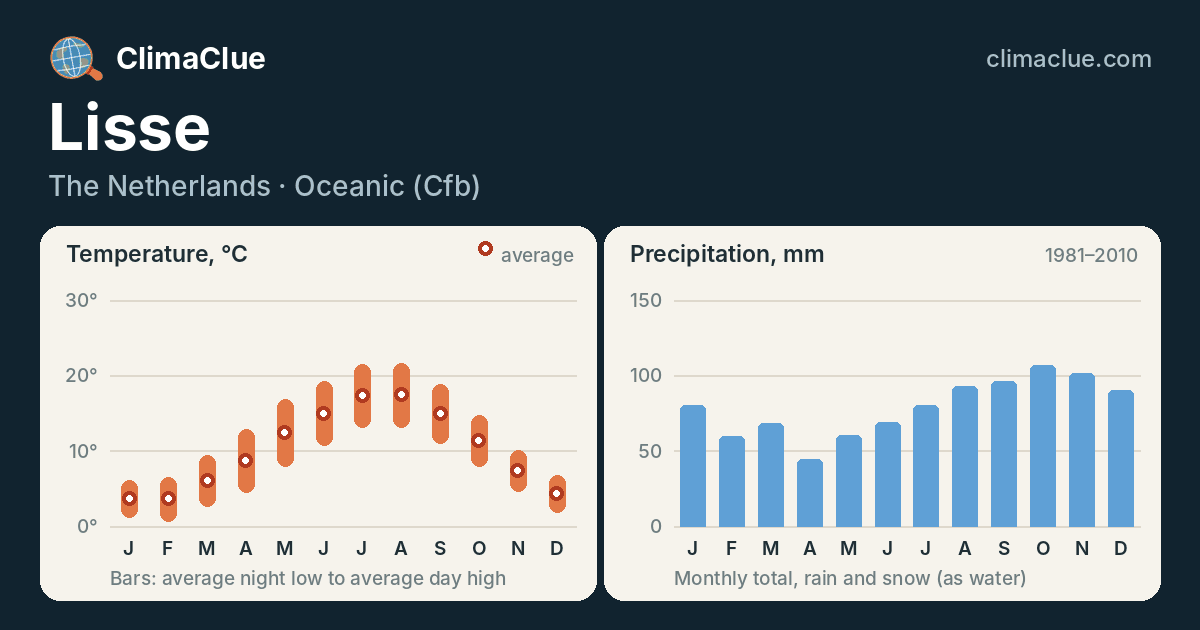 ClimaClue
climaclue.com
Lisse
The Netherlands · Oceanic (Cfb)
Temperature, °C
average
30°
20°
10°
0°
J F M A M J J A S O N D
Bars: average night low to average day high
Precipitation, mm
1981–2010
150
100
50
0
J F M A M J J A S O N D
Monthly total, rain and snow (as water)